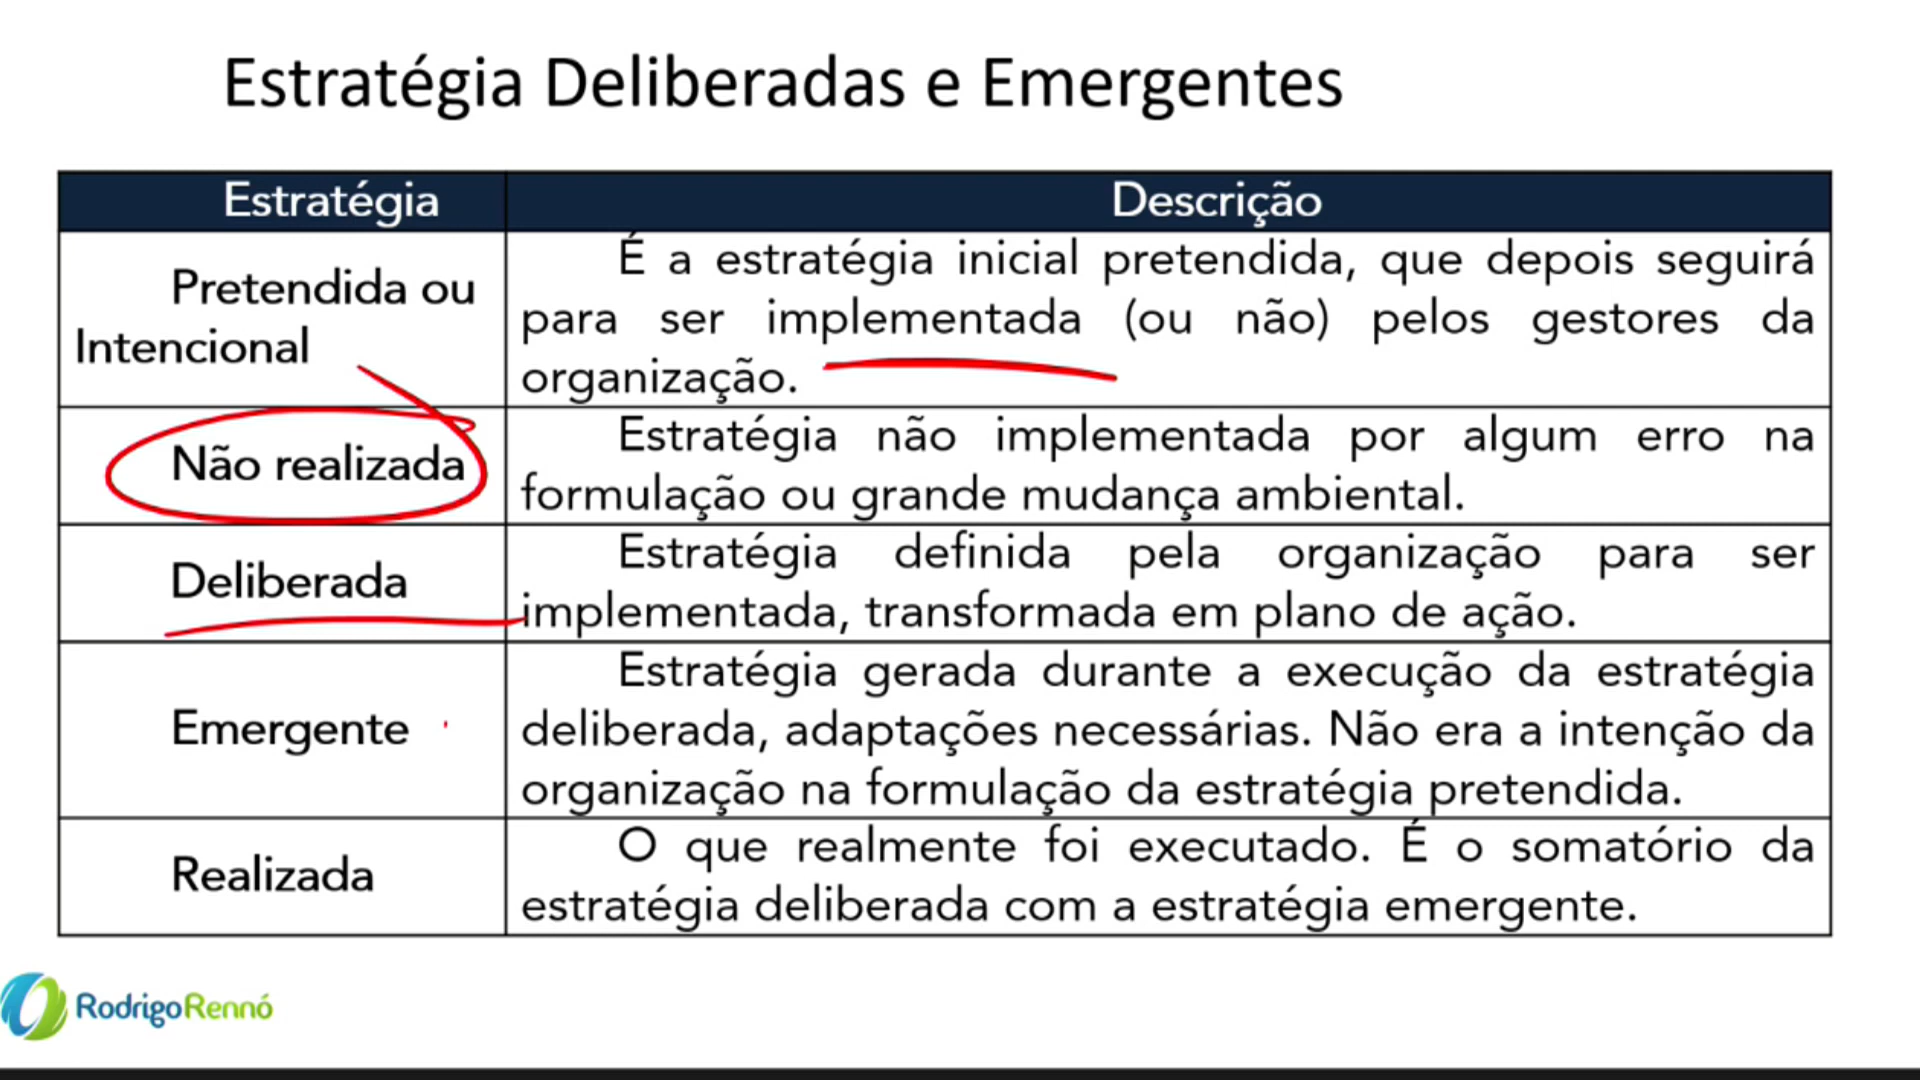 Estratégia Deliberadas e Emergentes
Estratégia
Descrição
Pretendida ou
Intencional
É a estratégia inicial pretendida, que depois seguirá
para ser implementada (ou não) pelos gestores da
organização.
Não realizada
Estratégia não implementada por algum erro na
formulação ou grande mudança ambiental.
Deliberada
Estratégia definida pela organização para ser
implementada, transformada em plano de ação.
Emergente
Estratégia gerada durante a execução da estratégia
deliberada, adaptações necessárias. Não era a intenção da
organização na formulação da estratégia pretendida.
Realizada
O que realmente foi executado. É o somatório da
estratégia deliberada com a estratégia emergente.
RodrigoRennó